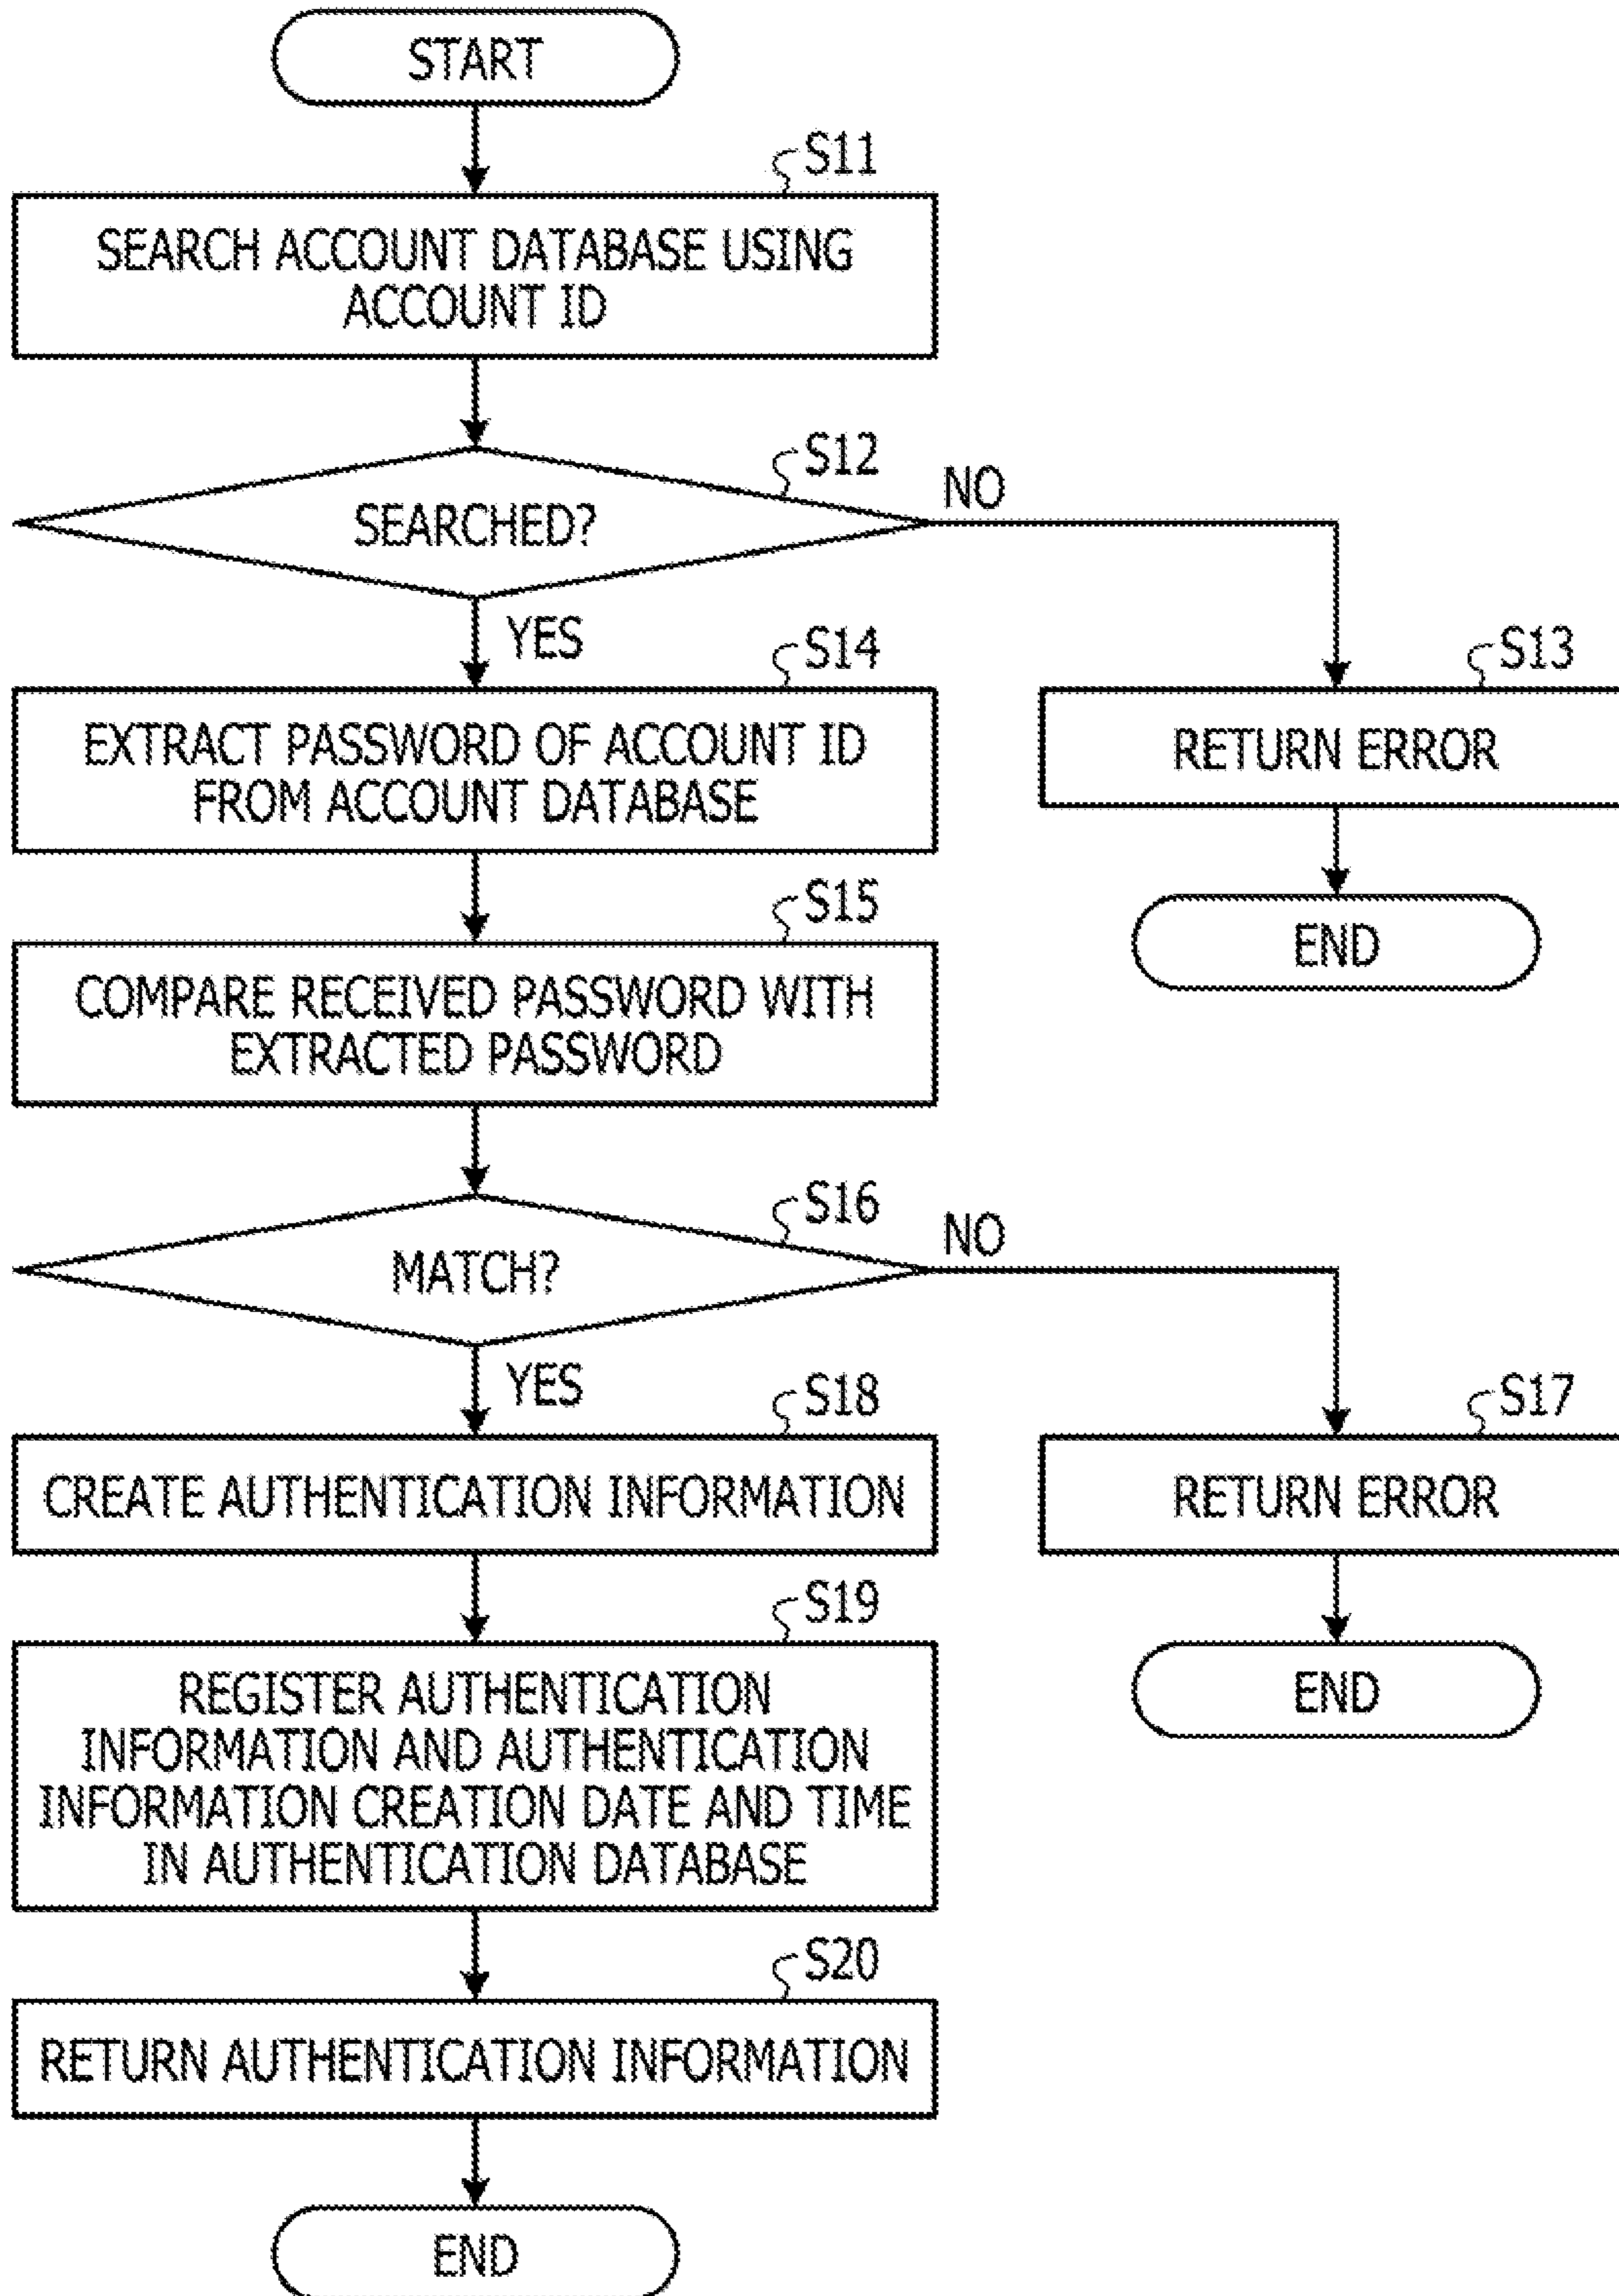 START
S11
SEARCH ACCOUNT DATABASE USING
ACCOUNT ID
S12
SEARCHED?
NO
YES
S14
EXTRACT PASSWORD OF ACCOUNT ID
FROM ACCOUNT DATABASE
S13
RETURN ERROR
END
S15
COMPARE RECEIVED PASSWORD WITH
EXTRACTED PASSWORD
S16
MATCH?
NO
YES
S18
CREATE AUTHENTICATION INFORMATION
S17
RETURN ERROR
END
S19
REGISTER AUTHENTICATION
INFORMATION AND AUTHENTICATION
INFORMATION CREATION DATE AND TIME
IN AUTHENTICATION DATABASE
S20
RETURN AUTHENTICATION INFORMATION
END